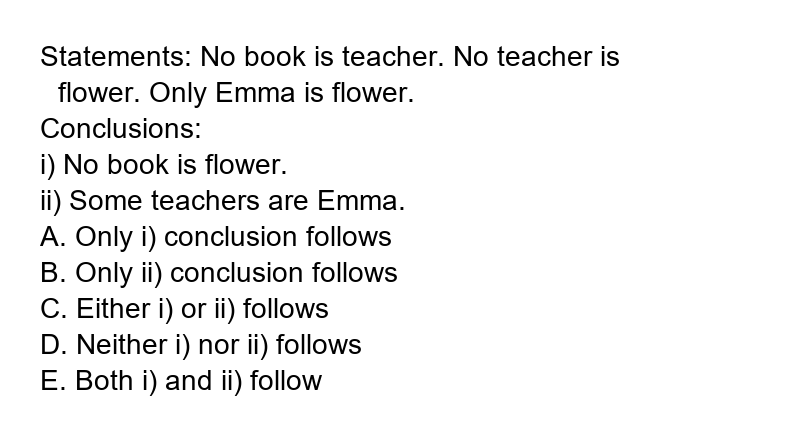 Statements: No book is teacher. No teacher is
flower. Only Emma is flower.
Conclusions:
i) No book is flower.
ii) Some teachers are Emma.
A. Only i) conclusion follows
B. Only ii) conclusion follows
C. Either i) or ii) follows
D. Neither i) nor ii) follows
E. Both i) and ii) follow